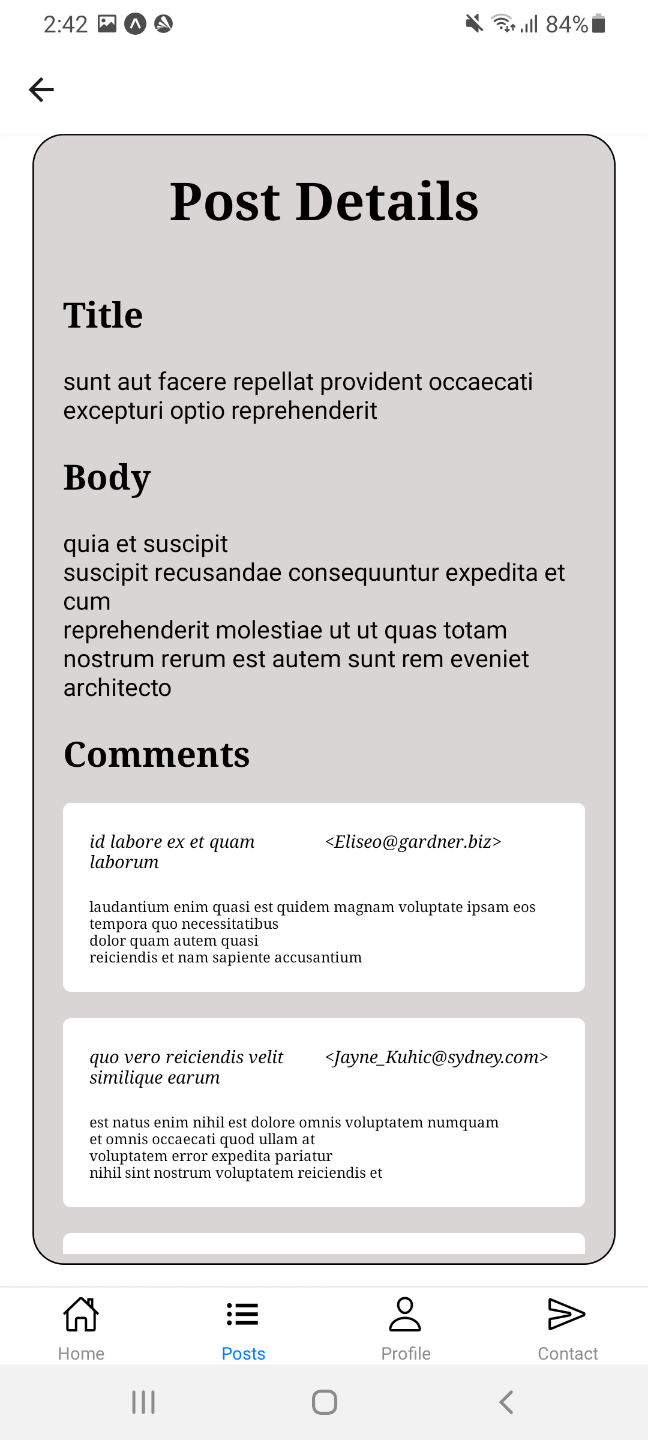 2:42
84%
Post Details
Title
sunt aut facere repellat provident occaecati
excepturi optio reprehenderit
Body
quia et suscipit
suscipit recusandae consequuntur expedita et
cum
reprehenderit molestiae ut ut quas totam
nostrum rerum est autem sunt rem eveniet
architecto
Comments
id labore ex et quam
laborum
<Eliseo@gardner.biz>
laudantium enim quasi est quidem magnam voluptate ipsam eos
tempora quo necessitatibus
dolor quam autem quasi
reiciendis et nam sapiente accusantium
quo vero reiciendis velit
similique earum
<Jayne_Kuhic@sydney.com>
est natus enim nihil est dolore omnis voluptatem numquam
et omnis occaecati quod ullam at
voluptatem error expedita pariatur
nihil sint nostrum voluptatem reiciendis et
Home
Posts
Profile
Contact